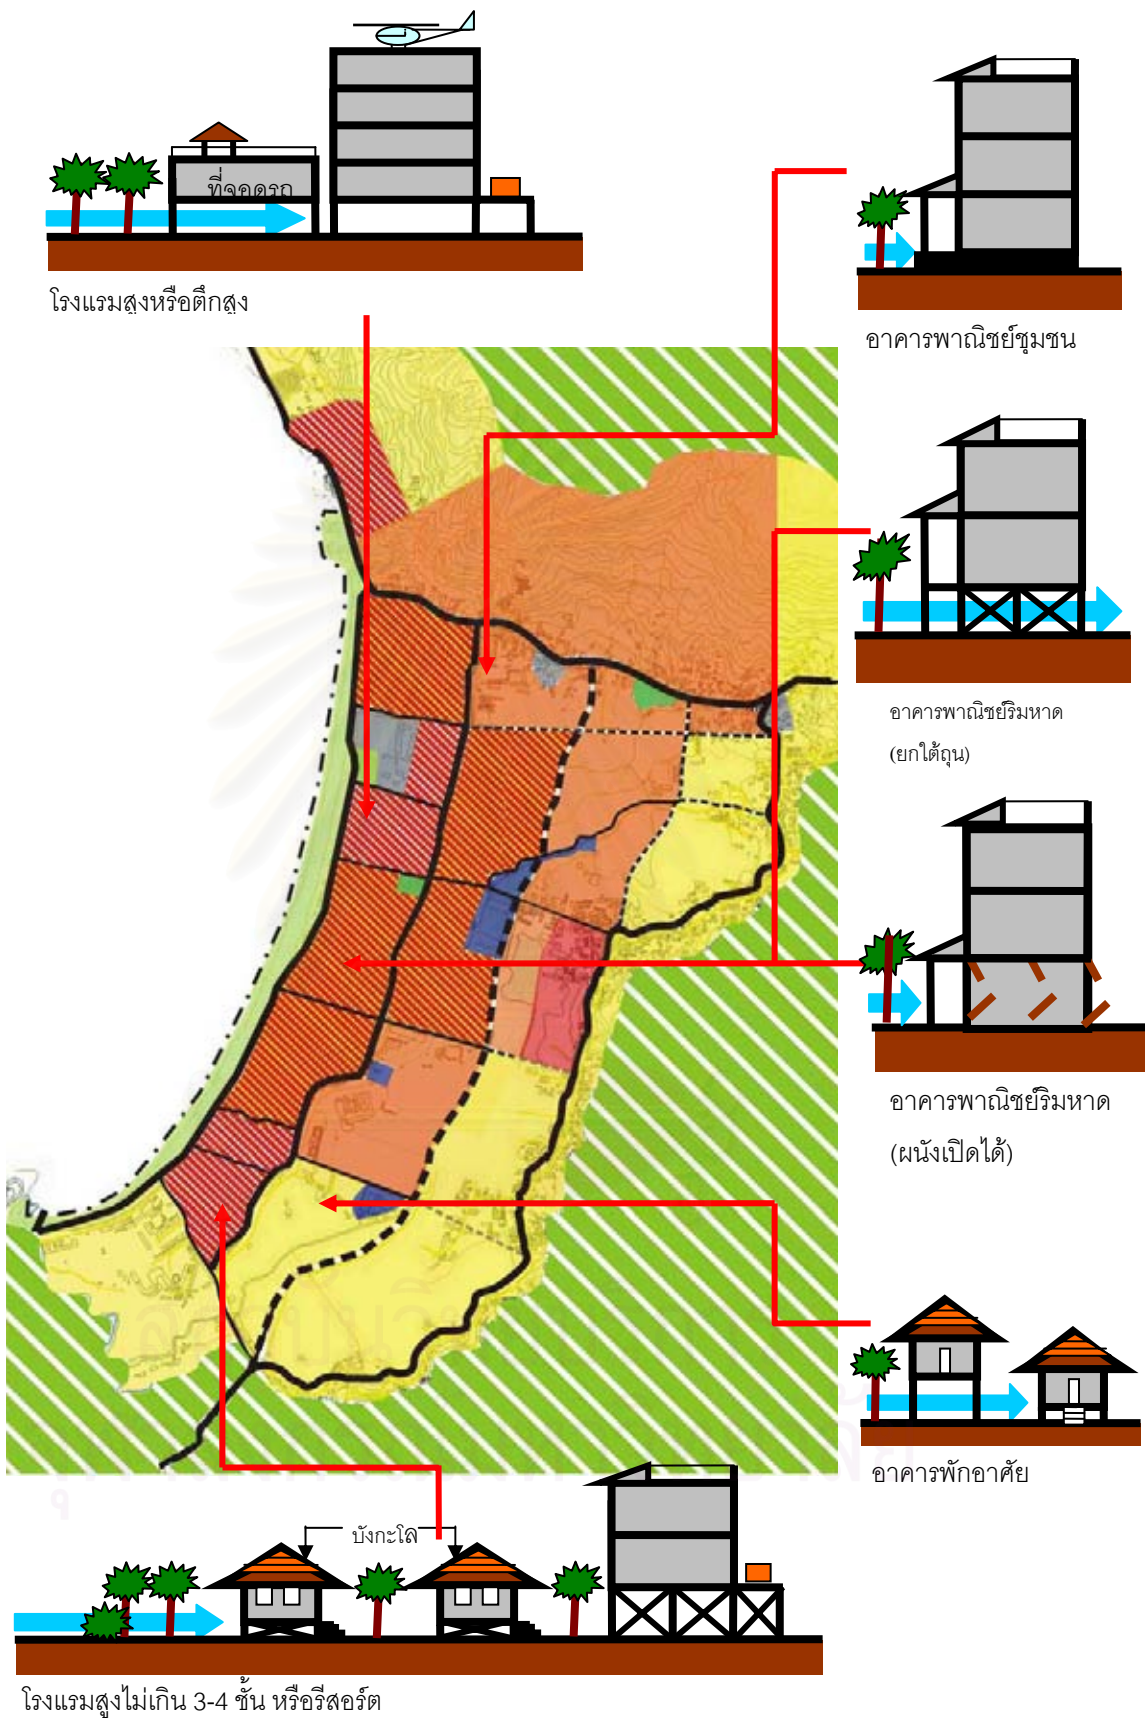 ที่จอดรถ
โรงแรมสูงหรือตึกสูง
อาคารพาณิชย์ชุมชน
อาคารพาณิชย์ริมหาด
(ยกใต้ถุน)
อาคารพาณิชย์ริมหาด
(ผนังเปิดได้)
อาคารพักอาศัย
บังกะโล
โรงแรมสูงไม่เกิน 3-4 ชั้น หรือรีสอร์ต